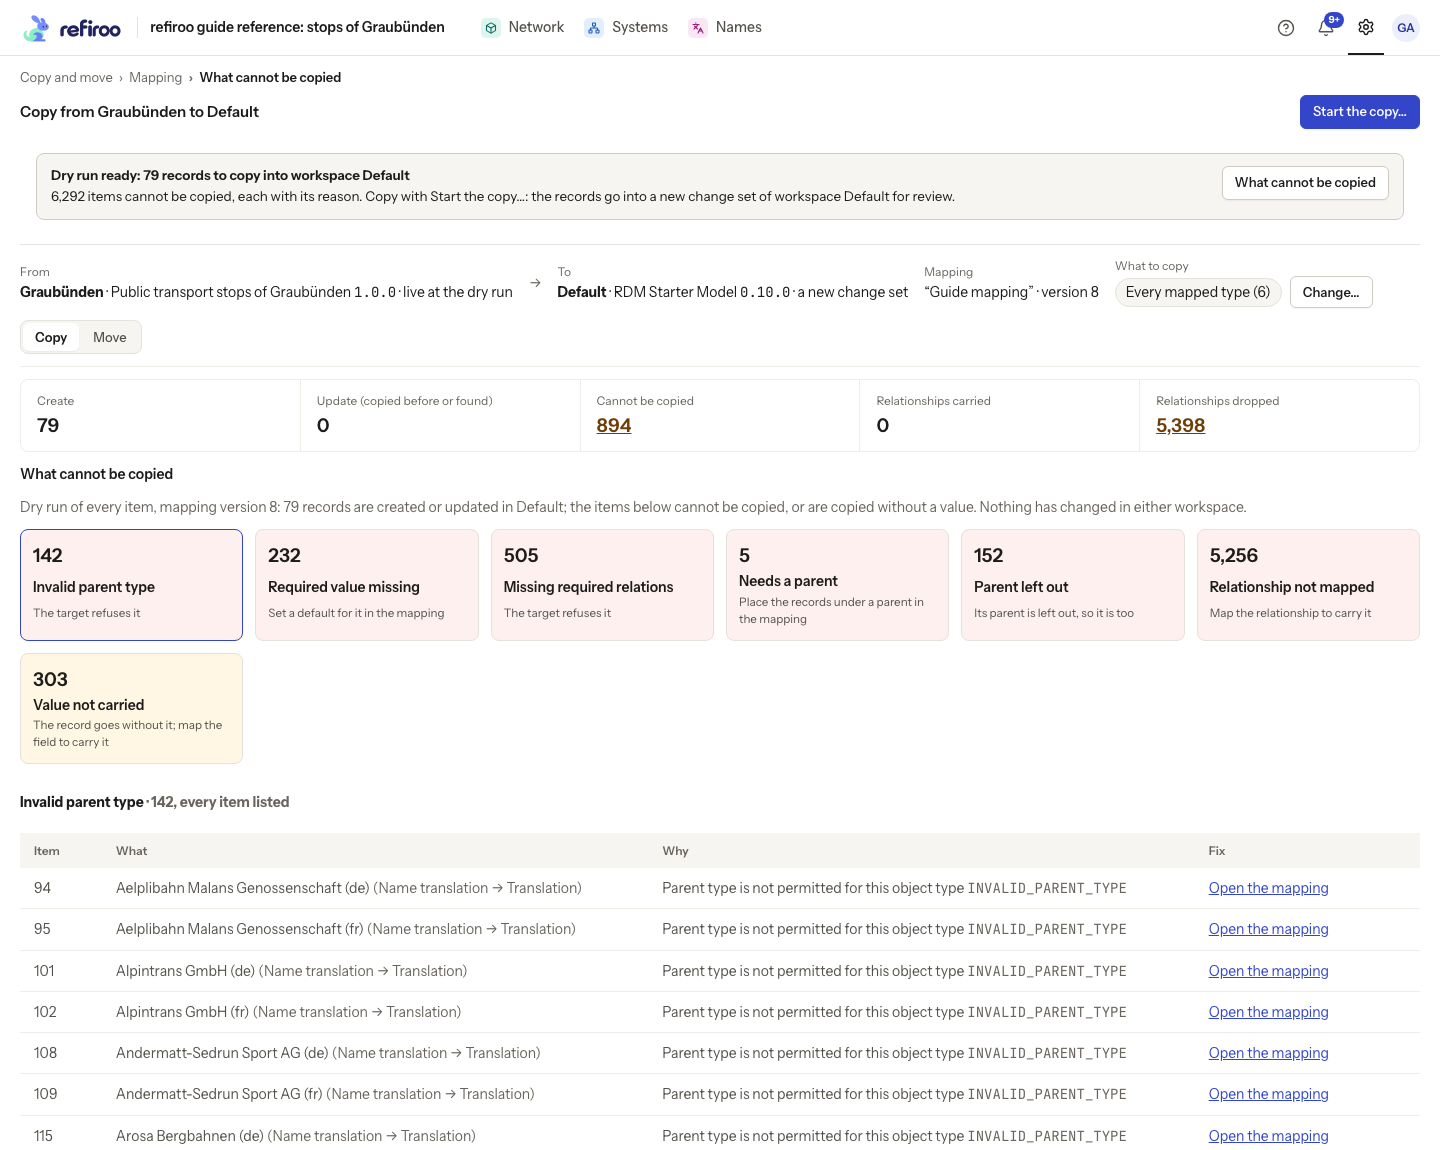 refiroo
refiroo guide reference: stops of Graubünden
Network
Systems
Names
9+
GA
Copy and move › Mapping › What cannot be copied
Copy from Graubünden to Default
Start the copy…
Dry run ready: 79 records to copy into workspace Default
6,292 items cannot be copied, each with its reason. Copy with Start the copy…: the records go into a new change set of workspace Default for review.
What cannot be copied
From
Graubünden · Public transport stops of Graubünden 1.0.0 · live at the dry run
→
To
Default · RDM Starter Model 0.10.0 · a new change set
Mapping
“Guide mapping” · version 8
What to copy
Every mapped type (6)
Change…
Copy
Move
Create
79
Update (copied before or found)
0
Cannot be copied
894
Relationships carried
0
Relationships dropped
5,398
What cannot be copied
Dry run of every item, mapping version 8: 79 records are created or updated in Default; the items below cannot be copied, or are copied without a value. Nothing has changed in either workspace.
142
Invalid parent type
The target refuses it
232
Required value missing
Set a default for it in the mapping
505
Missing required relations
The target refuses it
5
Needs a parent
Place the records under a parent in
the mapping
152
Parent left out
Its parent is left out, so it is too
5,256
Relationship not mapped
Map the relationship to carry it
303
Value not carried
The record goes without it; map the
field to carry it
Invalid parent type · 142, every item listed
Item What Why Fix
94 Aelplibahn Malans Genossenschaft (de) (Name translation → Translation) Parent type is not permitted for this object type INVALID_PARENT_TYPE Open the mapping
95 Aelplibahn Malans Genossenschaft (fr) (Name translation → Translation) Parent type is not permitted for this object type INVALID_PARENT_TYPE Open the mapping
101 Alpintrans GmbH (de) (Name translation → Translation) Parent type is not permitted for this object type INVALID_PARENT_TYPE Open the mapping
102 Alpintrans GmbH (fr) (Name translation → Translation) Parent type is not permitted for this object type INVALID_PARENT_TYPE Open the mapping
108 Andermatt-Sedrun Sport AG (de) (Name translation → Translation) Parent type is not permitted for this object type INVALID_PARENT_TYPE Open the mapping
109 Andermatt-Sedrun Sport AG (fr) (Name translation → Translation) Parent type is not permitted for this object type INVALID_PARENT_TYPE Open the mapping
115 Arosa Bergbahnen (de) (Name translation → Translation) Parent type is not permitted for this object type INVALID_PARENT_TYPE Open the mapping